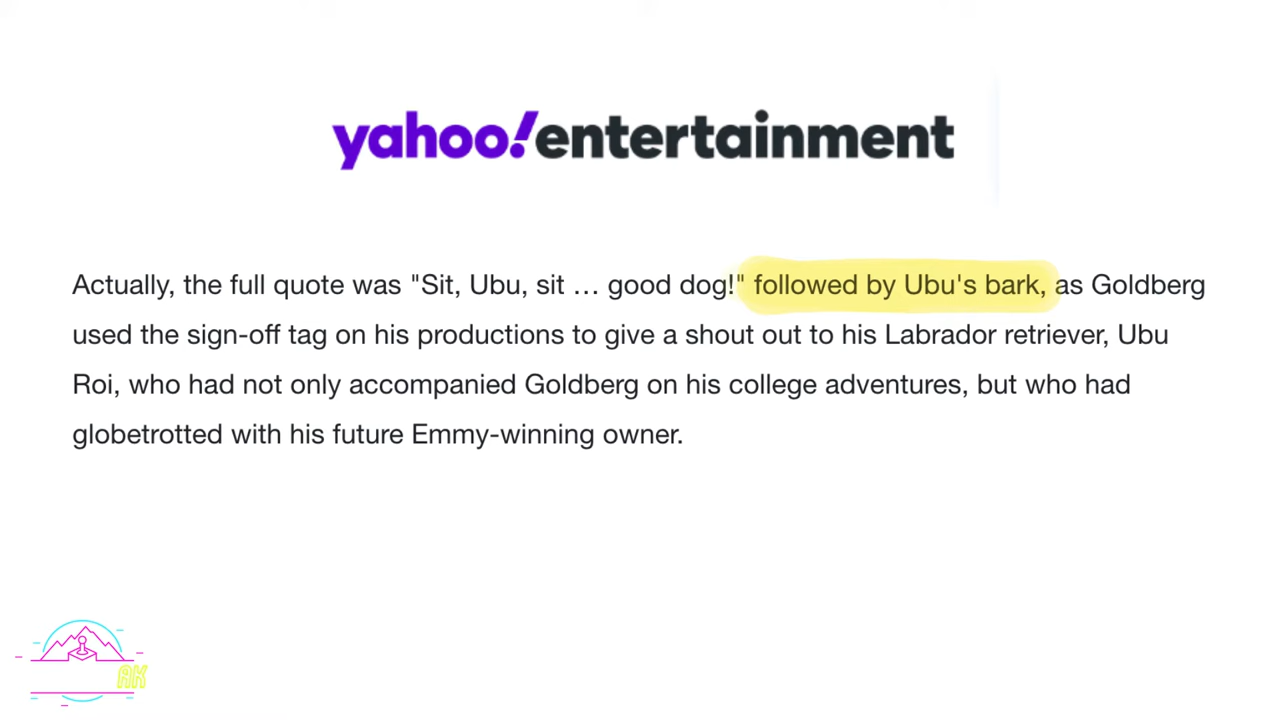 yahoo!entertainment
Actually, the full quote was "Sit, Ubu, sit … good dog!" followed by Ubu's bark, as Goldberg
used the sign-off tag on his productions to give a shout out to his Labrador retriever, Ubu
Roi, who had not only accompanied Goldberg on his college adventures, but who had
globetrotted with his future Emmy-winning owner.
AK